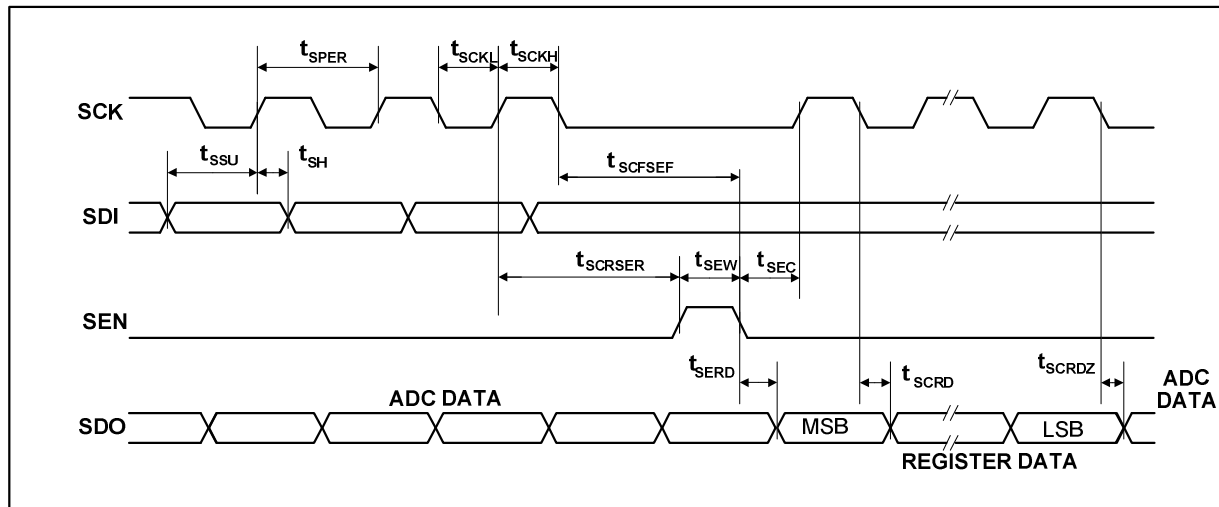 tSPER
tSCKL
tSCKH
SCK
tSSU
tSH
tSCFSEF
SDI
tSCRSER
tSEW
tSEC
SEN
tSERD
tSCRD
tSCRDZ
ADC
DATA
ADC DATA
SDO
MSB
LSB
REGISTER DATA